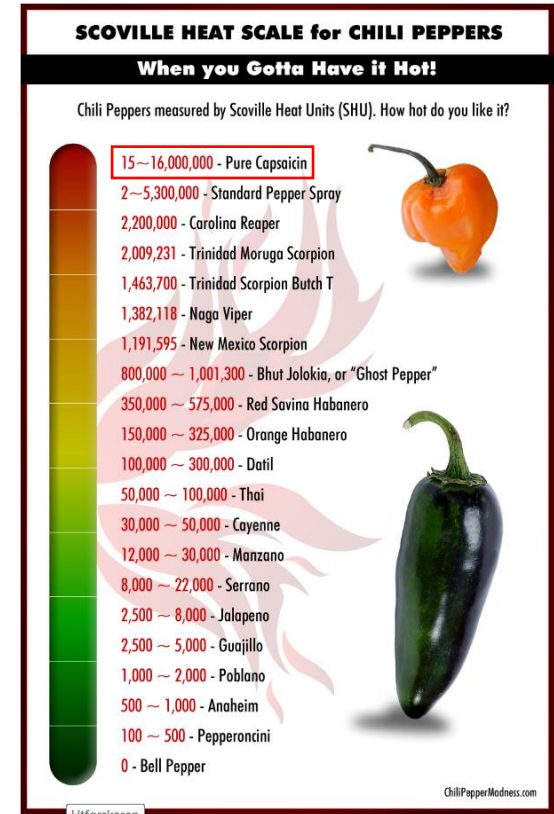 SCOVILLE HEAT SCALE for CHILI PEPPERS
When you Gotta Have it Hot!
Chili Peppers measured by Scoville Heat Units (SHU). How hot do you like it?
15~16,000,000 - Pure Capsaicin
2~5,300,000 - Standard Pepper Spray
2,200,000 - Carolina Reaper
2,009,231 - Trinidad Moruga Scorpion
1,463,700 - Trinidad Scorpion Butch T
1,382,118 - Naga Viper
1,191,595 - New Mexico Scorpion
800,000 ~ 1,001,300 - Bhut Jolokia, or “Ghost Pepper”
350,000 ~ 575,000 - Red Savina Habanero
150,000 ~ 325,000 - Orange Habanero
100,000 ~ 300,000 - Datil
50,000 ~ 100,000 - Thai
30,000 ~ 50,000 - Cayenne
12,000 ~ 30,000 - Manzano
8,000 ~ 22,000 - Serrano
2,500 ~ 8,000 - Jalapeno
2,500 ~ 5,000 - Guajillo
1,000 ~ 2,000 - Poblano
500 ~ 1,000 - Anaheim
100 ~ 500 - Pepperoncini
0 - Bell Pepper
ChiliPepperMadness.com